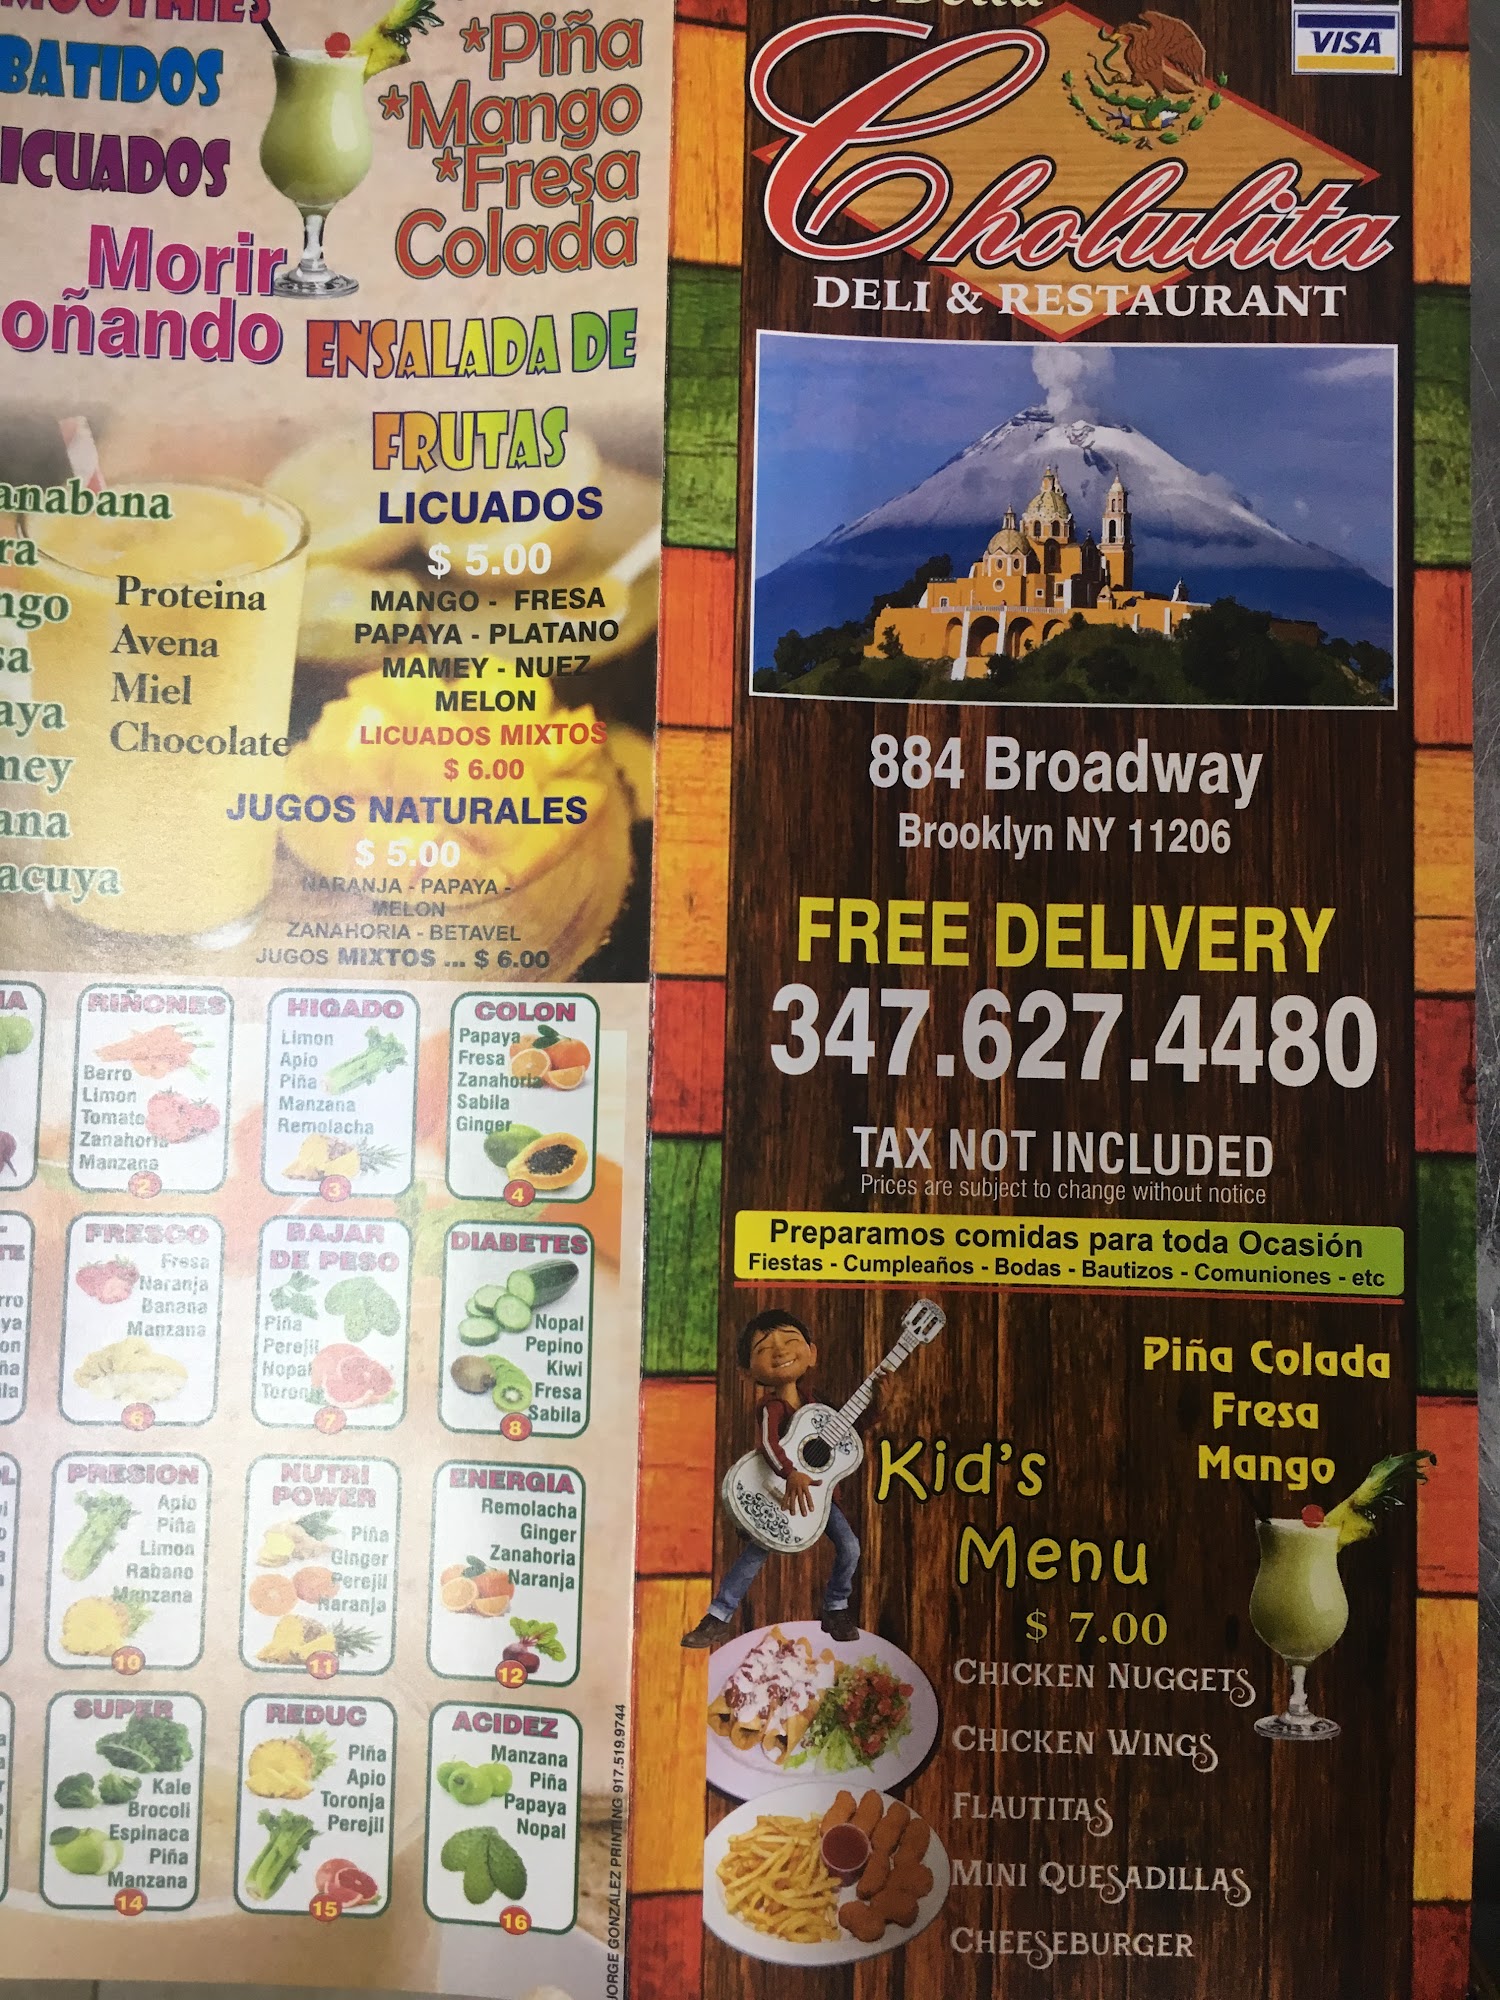 BATIDOS
Morir
*Piña
*Mango
*Fresa
Colada
ENSALADA DE
FRUTAS
LICUADOS
$ 5.00
MANGO - FRESA
PAPAYA - PLATANO
MAMEY - NUEZ
MELON
LICUADOS MIXTOS
$ 6.00
JUGOS NATURALES
$ 5.00
NARANJA - PAPAYA -
MELON
ZANAHORIA - BETAVEL
JUGOS MIXTOS ... $ 6.00
Proteina
Avena
Miel
Chocolate
RIÑONES
Berro
Limon
Tomate
Zanahoria
Manzana
2
HIGADO
Limon
Apio
Piña
Manzana
Remolacha
3
COLON
Papaya
Fresa
Zanahoria
Sabila
Ginger
4
FRESCO
Fresa
Naranja
Banana
Manzana
6
BAJAR
DE PESO
Piña
Perejil
Nopal
Toronja
7
DIABETES
Nopal
Pepino
Kiwi
Fresa
Sabila
8
PRESION
Apio
Piña
Limon
Rabano
Manzana
10
NUTRI
POWER
Piña
Ginger
Perejil
Naranja
11
ENERGIA
Remolacha
Ginger
Zanahoria
Naranja
12
SUPER
Kale
Brocoli
Espinaca
Piña
Manzana
14
REDUC
Piña
Apio
Toronja
Perejil
15
ACIDEZ
Manzana
Piña
Papaya
Nopal
16
JORGE GONZALEZ PRINTING 917.519.9744
VISA
Cholulita
DELI & RESTAURANT
884 Broadway
Brooklyn NY 11206
FREE DELIVERY
347.627.4480
TAX NOT INCLUDED
Prices are subject to change without notice
Preparamos comidas para toda Ocasión
Fiestas - Cumpleaños - Bodas - Bautizos - Comuniones - etc
Piña Colada
Fresa
Mango
Kid's
Menu
$ 7.00
CHICKEN NUGGETS
CHICKEN WINGS
FLAUTITAS
MINI QUESADILLAS
CHEESEBURGER